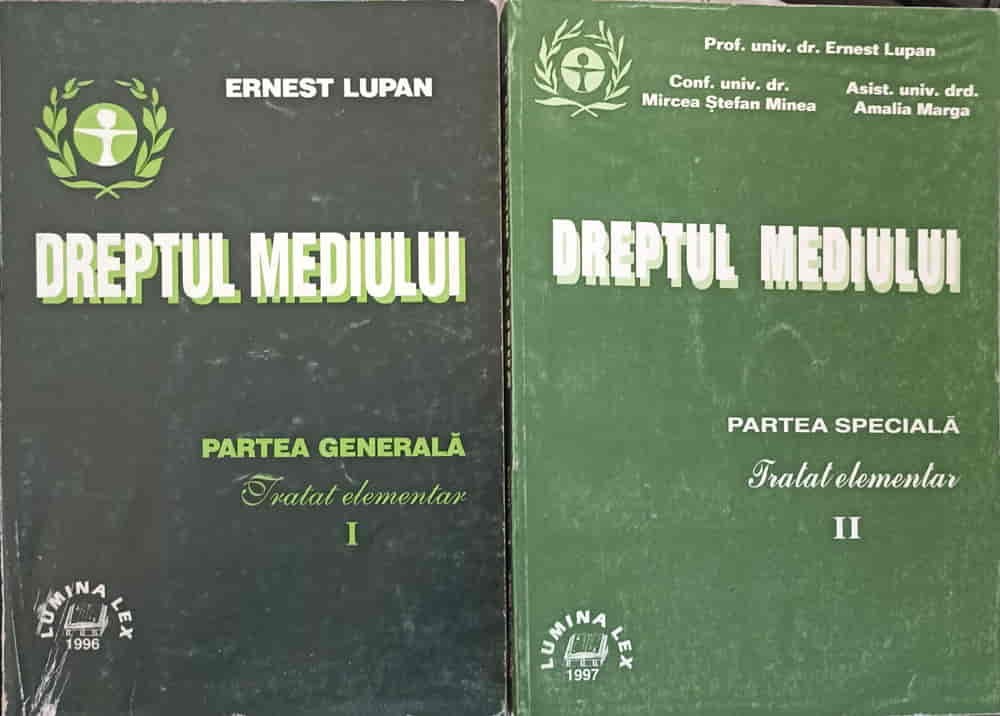 ERNEST LUPAN
DREPTUL MEDIULUI
PARTEA GENERALĂ
Tratat elementar
I
LUMINA LEX
1996
Prof. univ. dr. Ernest Lupan
Conf. univ. dr.
Mircea Ştefan Minea
Asist. univ. drd.
Amalia Marga
DREPTUL MEDIULUI
PARTEA SPECIALĂ
Tratat elementar
II
LUMINA LEX
1997